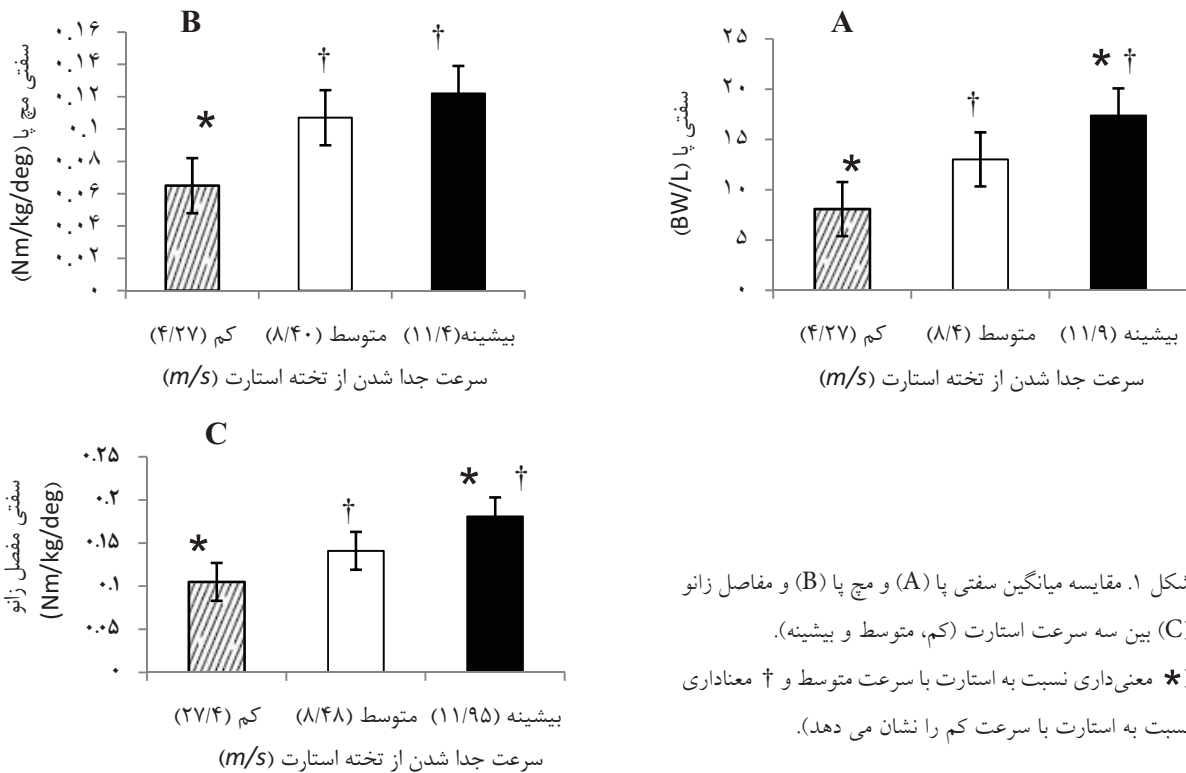 A
سفتی پا (BW/L)
۲۵
۲۰
۱۵
۱۰
۵
۰
* † †  *
کم (۴/۲۷) متوسط (۸/۴) بیشینه (۱۱/۹)
سرعت جدا شدن از تخته استارت (m/s)
B
سفتی مچ پا (Nm/kg/deg)
۰.۱۶
۰.۱۴
۰.۱۲
۰.۱
۰.۰۸
۰.۰۶
۰.۰۴
۰.۰۲
۰
* † †
کم (۴/۲۷) متوسط (۸/۴۰) بیشینه(۱۱/۴)
سرعت جدا شدن از تخته استارت (m/s)
C
سفتی مفصل زانو
(Nm/kg/deg)
۰.۲۵
۰.۲
۰.۱۵
۰.۱
۰.۰۵
۰
* † * †
کم (۲۷/۴) متوسط (۸/۴۸) بیشینه (۱۱/۹۵)
سرعت جدا شدن از تخته استارت (m/s)
شکل ۱. مقایسه میانگین سفتی پا (A) و مچ پا (B) و مفاصل زانو
(C) بین سه سرعت استارت (کم، متوسط و بیشینه).
(* معنی‌داری نسبت به استارت با سرعت متوسط و † معناداری
نسبت به استارت با سرعت کم را نشان می دهد).